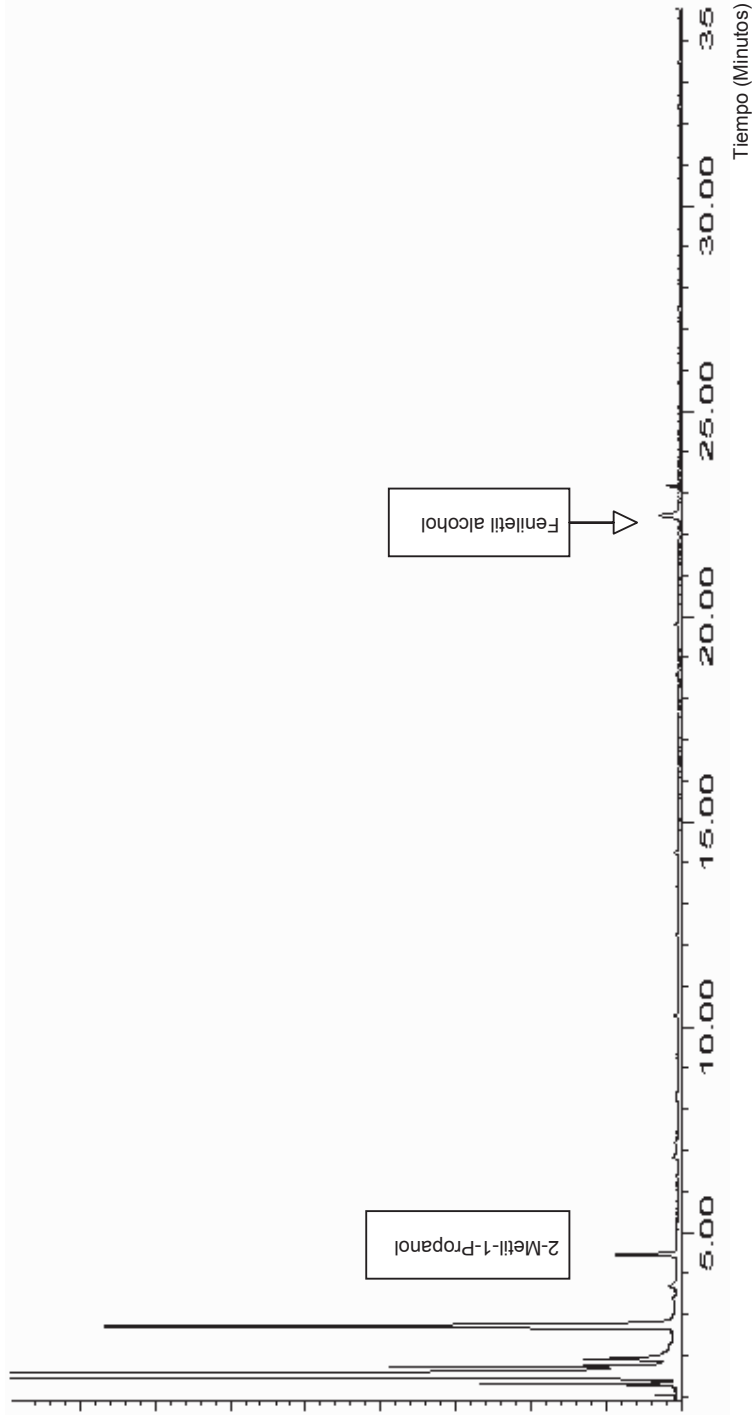 2-Metil-1-Propanol
Feniletil alcohol
5.00
10.00
15.00
20.00
25.00
30.00
35
Tiempo (Minutos)